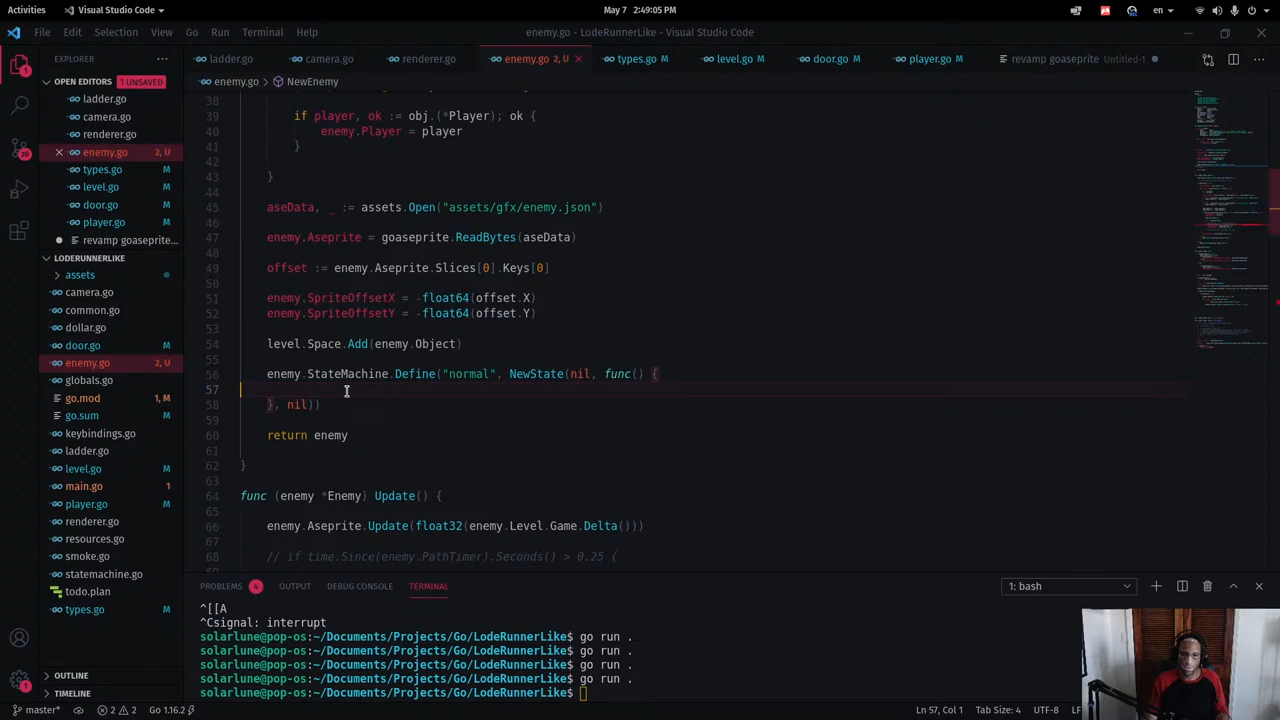 Activities
Visual Studio Code
May 7 2:49:05 PM
en
File Edit Selection View Go Run Terminal Help
enemy.go - LodeRunnerLike - Visual Studio Code
EXPLORER
ladder.go
camera.go
renderer.go
enemy.go 2, U
types.go M
level.go M
door.go M
player.go M
revamp goaseprite Untitled-1
OPEN EDITORS 1 UNSAVED
enemy.go > NewEnemy
ladder.go
camera.go
renderer.go
enemy.go 2, U
types.go M
level.go M
door.go M
player.go M
revamp goaseprite...
LODERUNNERLIKE
assets
camera.go
common.go
dollar.go
door.go M
enemy.go 2, U
globals.go
go.mod 1, M
go.sum M
keybindings.go
ladder.go
level.go M
main.go 1
player.go M
renderer.go
resources.go
smoke.go
statemachine.go
todo.plan
types.go M
OUTLINE
TIMELINE
38
39 if player, ok := obj.(*Player); ok {
40 enemy.Player = player
41 }
42
43 }
44
45 aseData, _ := assets.Open("assets/gfx/enemy.json")
46
47 enemy.Aseprite = goaseprite.ReadBytes(aseData)
48
49 offset := enemy.Aseprite.Slices[0].Keys[0]
50
51 enemy.SpriteOffsetX = -float64(offset.X)
52 enemy.SpriteOffsetY = -float64(offset.Y)
53
54 level.Space.Add(enemy.Object)
55
56 enemy.StateMachine.Define("normal", NewState(nil, func() {
57
58 }, nil))
59
60 return enemy
61
62 }
63
64 func (enemy *Enemy) Update() {
65
66 enemy.Aseprite.Update(float32(enemy.Level.Game.Delta()))
67
68 // if time.Since(enemy.PathTimer).Seconds() > 0.25 {
PROBLEMS 4 OUTPUT DEBUG CONSOLE TERMINAL
1: bash
^[[A
^Csignal: interrupt
solarlune@pop-os:~/Documents/Projects/Go/LodeRunnerLike$ go run .
solarlune@pop-os:~/Documents/Projects/Go/LodeRunnerLike$ go run .
solarlune@pop-os:~/Documents/Projects/Go/LodeRunnerLike$ go run .
solarlune@pop-os:~/Documents/Projects/Go/LodeRunnerLike$ go run .
solarlune@pop-os:~/Documents/Projects/Go/LodeRunnerLike$
master* 2 2 Go 1.16.2
Ln 57, Col 1 Tab Size: 4 UTF-8 LF